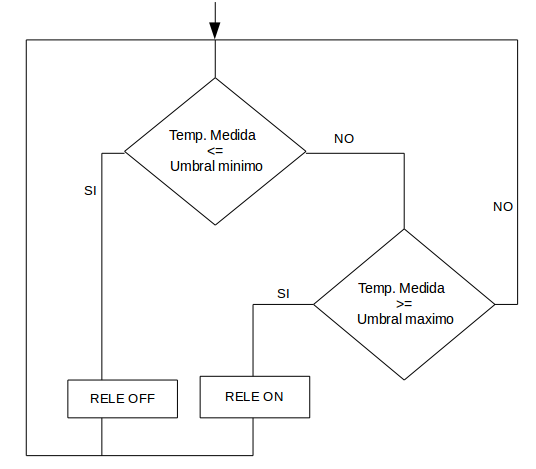 Temp. Medida
<=
Umbral minimo
NO
SI
NO
Temp. Medida
>=
Umbral maximo
SI
RELE OFF
RELE ON